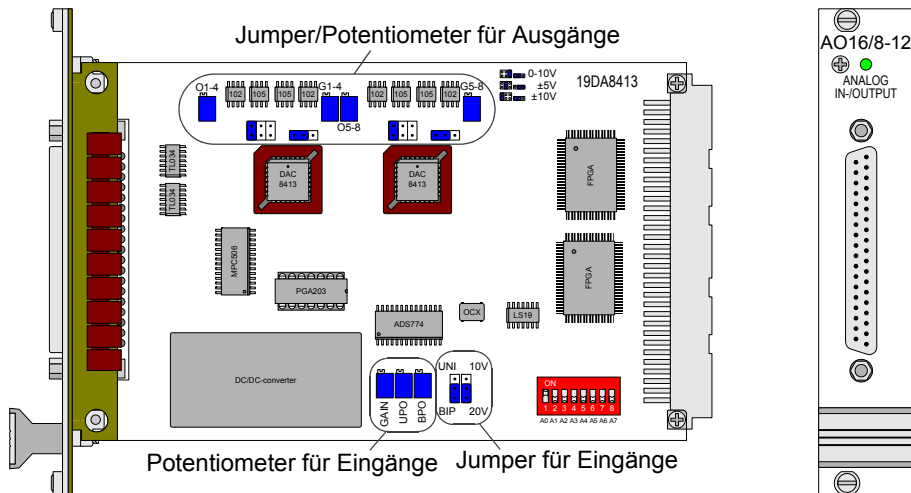 Jumper/Potentiometer für Ausgänge
O1-4
102
105
104
102
G1-4
O5-8
102
105
104
102
G5-8
0-10V
±5V
±10V
19DA8413
DAC
8413
DAC
8413
TL034
TL034
MPC506
PGA203
ADS774
OCX
LS19
FPGA
FPGA
DC/DC-converter
GAIN
UPO
BPO
UNI 10V
BIP 20V
ON
1 2 3 4 5 6 7 8
A0 A1 A2 A3 A4 A5 A6 A7
Potentiometer für Eingänge
Jumper für Eingänge
AO16/8-12
ANALOG
IN-/OUTPUT